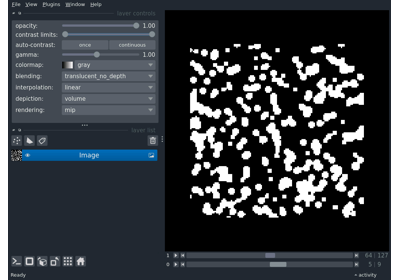 File View Plugins Window Help
layer controls
opacity: 1.00
contrast limits:
auto-contrast: once continuous
gamma: 1.00
colormap: gray
blending: translucent_no_depth
interpolation: linear
depiction: volume
rendering: mip
layer list
Image
1 64 127
0 5 9
Ready activity